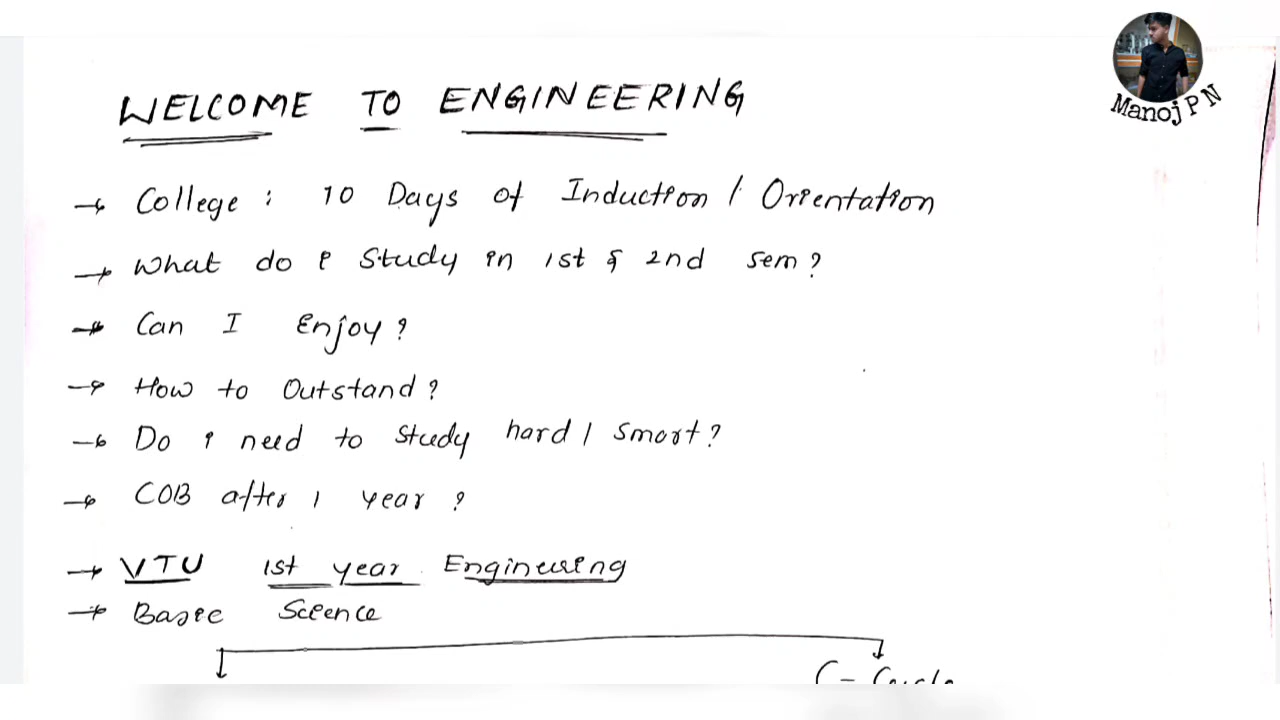 WELCOME TO ENGINEERING
Manoj P N
→ College : 10 Days of Induction / Orientation
→ What do i study in 1st & 2nd sem ?
→ Can I Enjoy ?
→ How to Outstand ?
→ Do i need to study hard / smart ?
→ COB after 1 year ?
→ VTU 1st year Engineering
→ Basic Science
C - Cycle